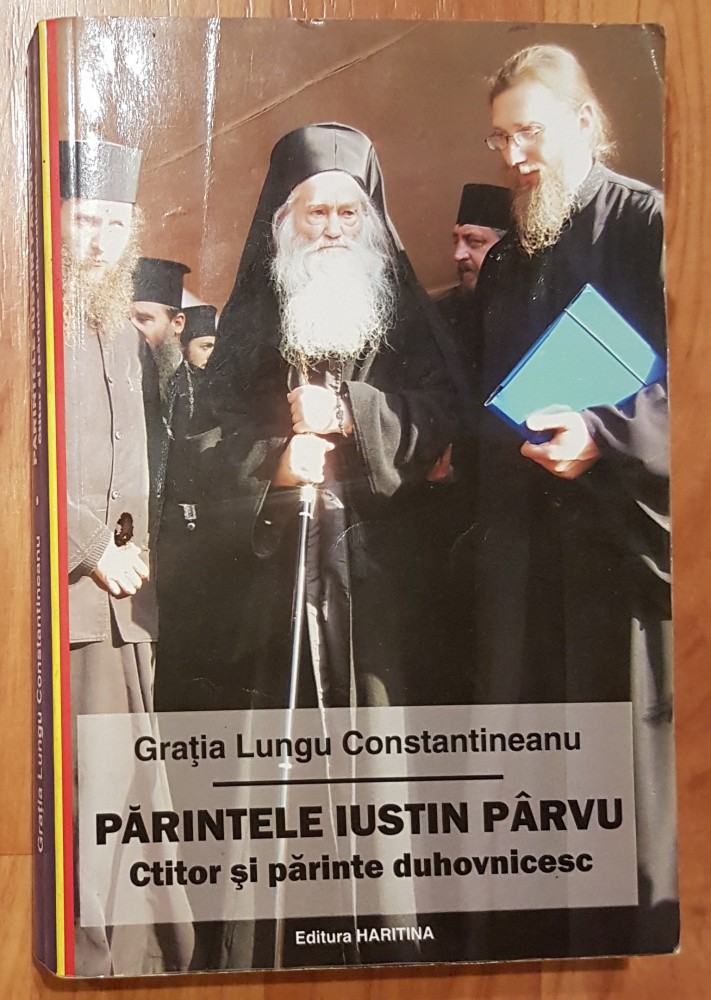 Graţia Lungu Constantineanu
PĂRINTELE IUSTIN PÂRVU
Ctitor şi părinte duhovnicesc
Editura HARITINA
Graţia Lungu Constantineanu